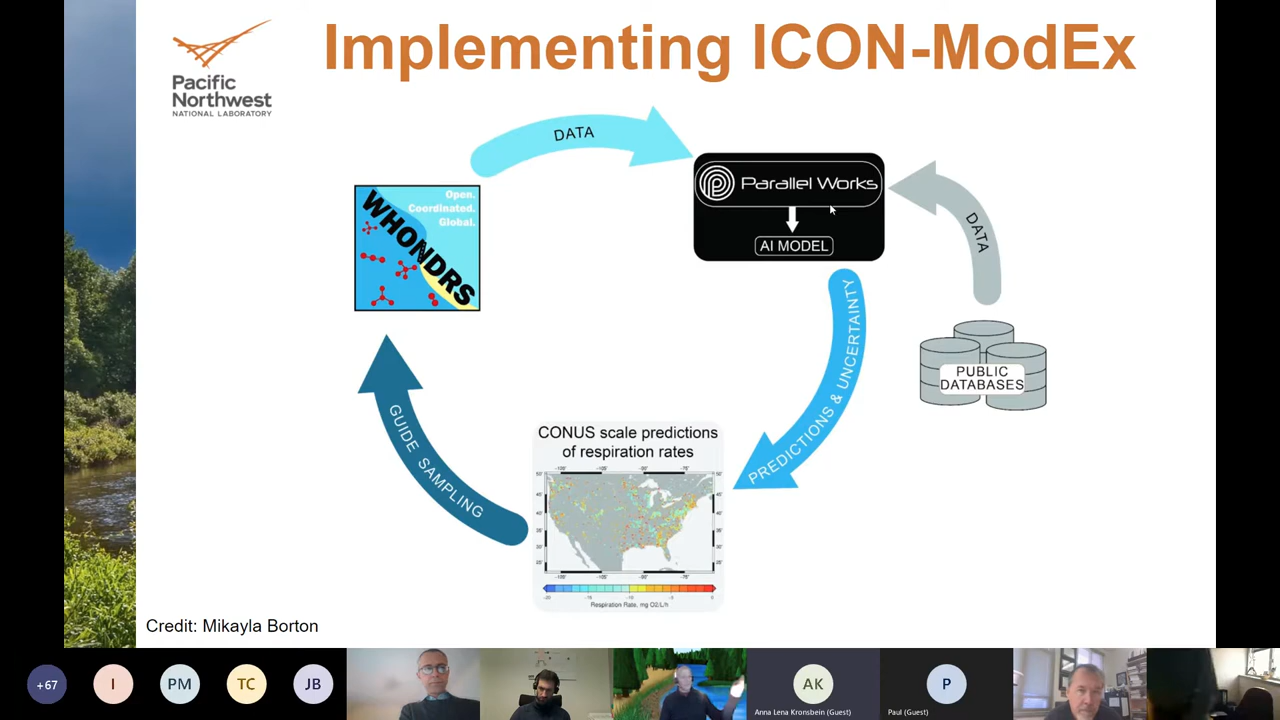 Implementing ICON-ModEx
Pacific
Northwest
NATIONAL LABORATORY
DATA
Open.
Coordinated.
Global.
WHONDRS
Parallel Works
AI MODEL
DATA
PUBLIC
DATABASES
PREDICTIONS & UNCERTAINTY
CONUS scale predictions
of respiration rates
Respiration Rate, mg O2/L/h
GUIDE SAMPLING
Credit: Mikayla Borton
+67
I
PM
TC
JB
AK
Anna Lena Kronsbein (Guest)
P
Paul (Guest)